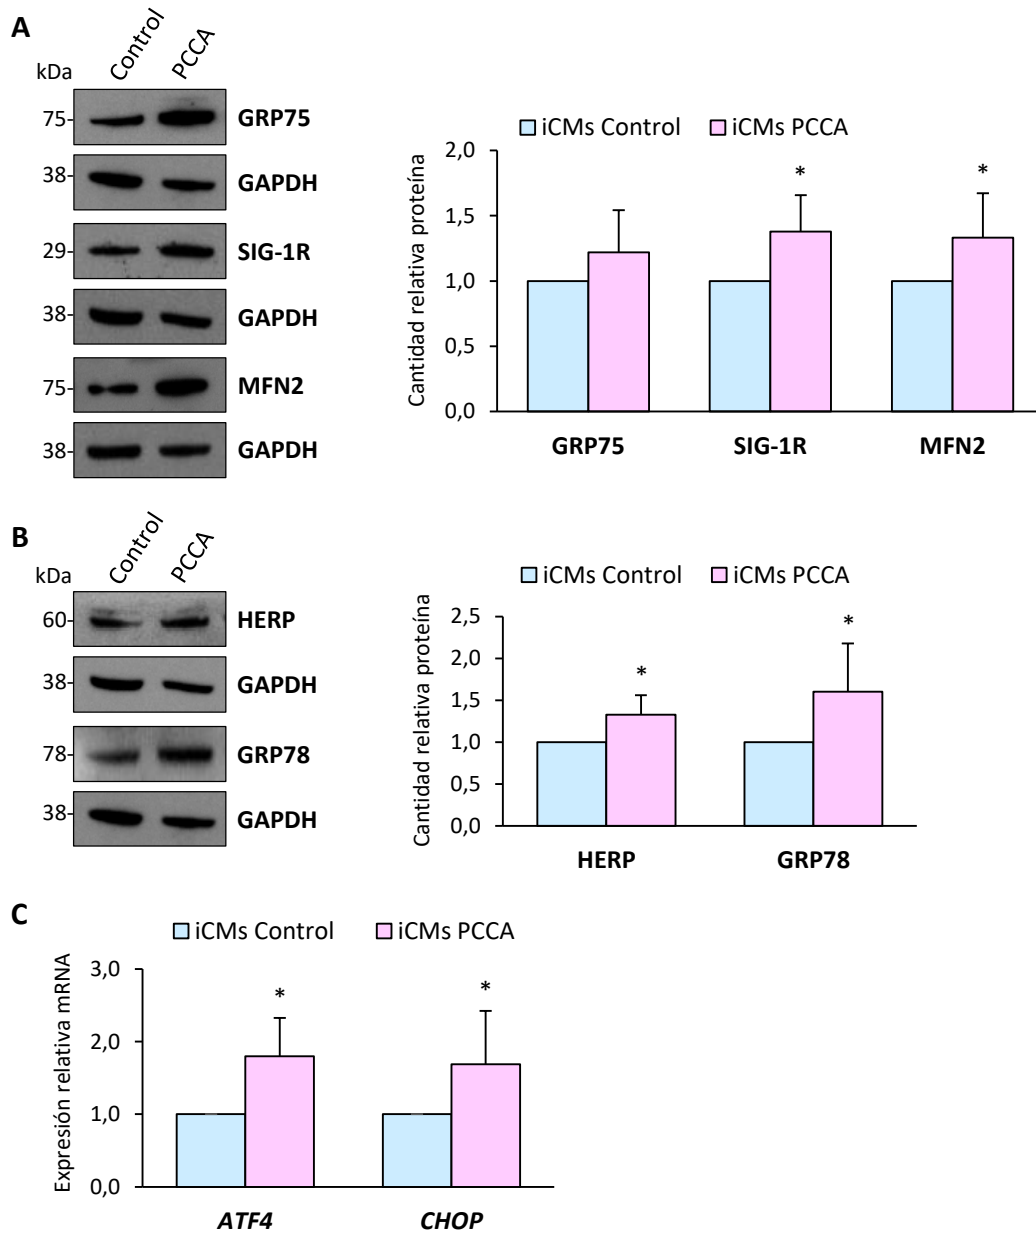 A
Control PCCA
kDa
75- GRP75
38- GAPDH
29- SIG-1R
38- GAPDH
75- MFN2
38- GAPDH
iCMs Control iCMs PCCA
Cantidad relativa proteína
2,0
1,5
1,0
0,5
0,0
* *
GRP75 SIG-1R MFN2
B
Control PCCA
kDa
60- HERP
38- GAPDH
78- GRP78
38- GAPDH
iCMs Control iCMs PCCA
Cantidad relativa proteína
2,5
2,0
1,5
1,0
0,5
0,0
* *
HERP GRP78
C
iCMs Control iCMs PCCA
Expresión relativa mRNA
3,0
2,0
1,0
0,0
* *
ATF4 CHOP